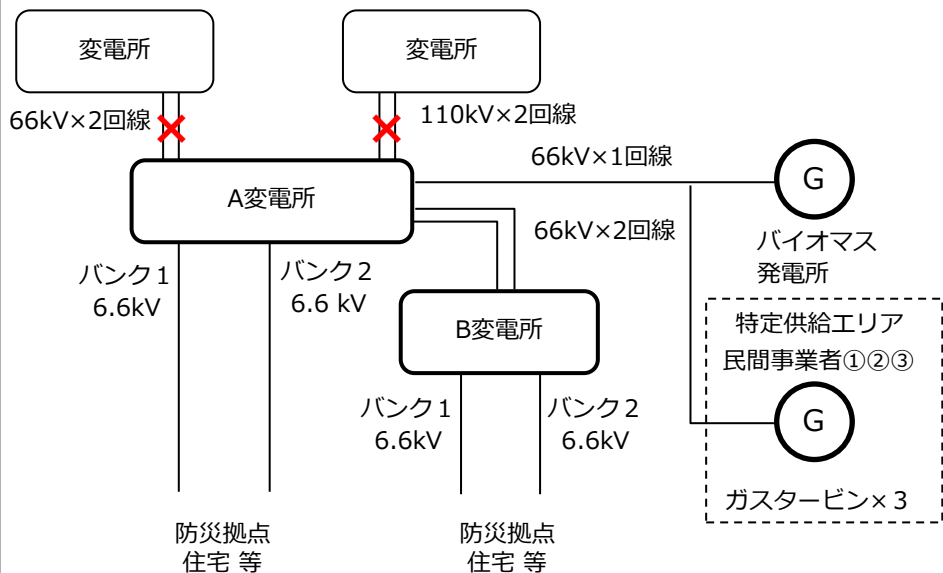 変電所
変電所
66kV×2回線
110kV×2回線
66kV×1回線
A変電所
G
66kV×2回線
バイオマス
発電所
バンク1
6.6kV
バンク2
6.6 kV
B変電所
特定供給エリア
民間事業者①②③
バンク1
6.6kV
バンク2
6.6kV
G
ガスタービン×3
防災拠点
住宅 等
防災拠点
住宅 等